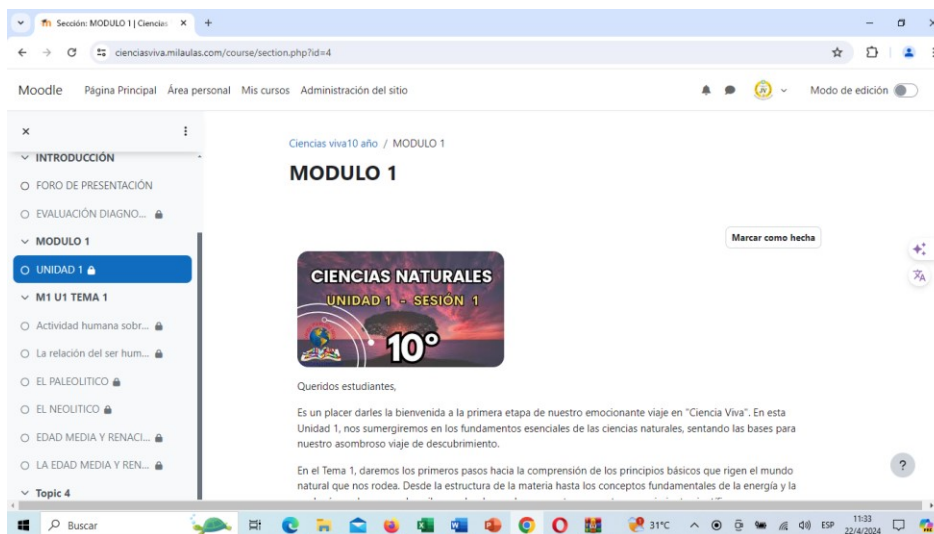 Sección: MODULO 1 | Ciencias
cienciasviva.milaulas.com/course/section.php?id=4
Moodle Página Principal Área personal Mis cursos Administración del sitio Modo de edición
INTRODUCCIÓN
FORO DE PRESENTACIÓN
EVALUACIÓN DIAGNO...
MODULO 1
UNIDAD 1
M1 U1 TEMA 1
Actividad humana sobr...
La relación del ser hum...
EL PALEOLITICO
EL NEOLITICO
EDAD MEDIA Y RENACI...
LA EDAD MEDIA Y REN...
Topic 4
Ciencias viva10 año / MODULO 1
MODULO 1
Marcar como hecha
CIENCIAS NATURALES
UNIDAD 1 - SESIÓN 1
10°
Queridos estudiantes,
Es un placer darles la bienvenida a la primera etapa de nuestro emocionante viaje en "Ciencia Viva". En esta
Unidad 1, nos sumergiremos en los fundamentos esenciales de las ciencias naturales, sentando las bases para
nuestro asombroso viaje de descubrimiento.
En el Tema 1, daremos los primeros pasos hacia la comprensión de los principios básicos que rigen el mundo
natural que nos rodea. Desde la estructura de la materia hasta los conceptos fundamentales de la energía y la
Buscar
31°C
ESP
11:33
22/4/2024